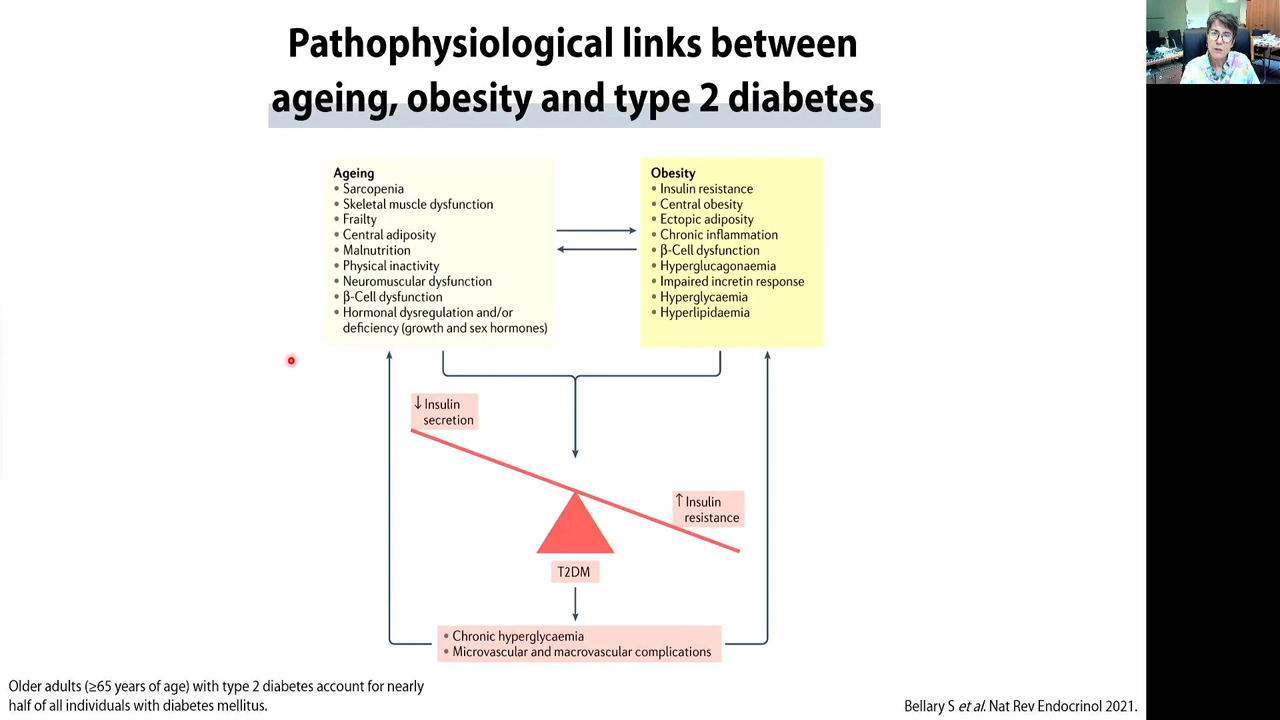 Pathophysiological links between
ageing, obesity and type 2 diabetes
Ageing
• Sarcopenia
• Skeletal muscle dysfunction
• Frailty
• Central adiposity
• Malnutrition
• Physical inactivity
• Neuromuscular dysfunction
• β-Cell dysfunction
• Hormonal dysregulation and/or
deficiency (growth and sex hormones)
Obesity
• Insulin resistance
• Central obesity
• Ectopic adiposity
• Chronic inflammation
• β-Cell dysfunction
• Hyperglucagonaemia
• Impaired incretin response
• Hyperglycaemia
• Hyperlipidaemia
↓ Insulin
secretion
↑ Insulin
resistance
T2DM
• Chronic hyperglycaemia
• Microvascular and macrovascular complications
Older adults (≥65 years of age) with type 2 diabetes account for nearly
half of all individuals with diabetes mellitus.
Bellary S et al. Nat Rev Endocrinol 2021.